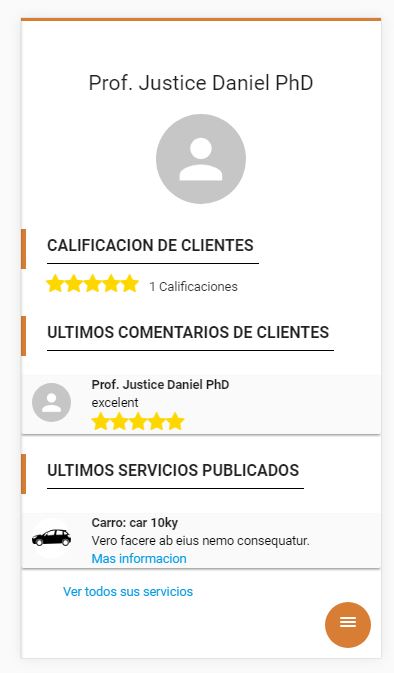 Prof. Justice Daniel PhD
CALIFICACION DE CLIENTES
1 Calificaciones
ULTIMOS COMENTARIOS DE CLIENTES
Prof. Justice Daniel PhD
excelent
ULTIMOS SERVICIOS PUBLICADOS
Carro: car 10ky
Vero facere ab eius nemo consequatur.
Mas informacion
Ver todos sus servicios